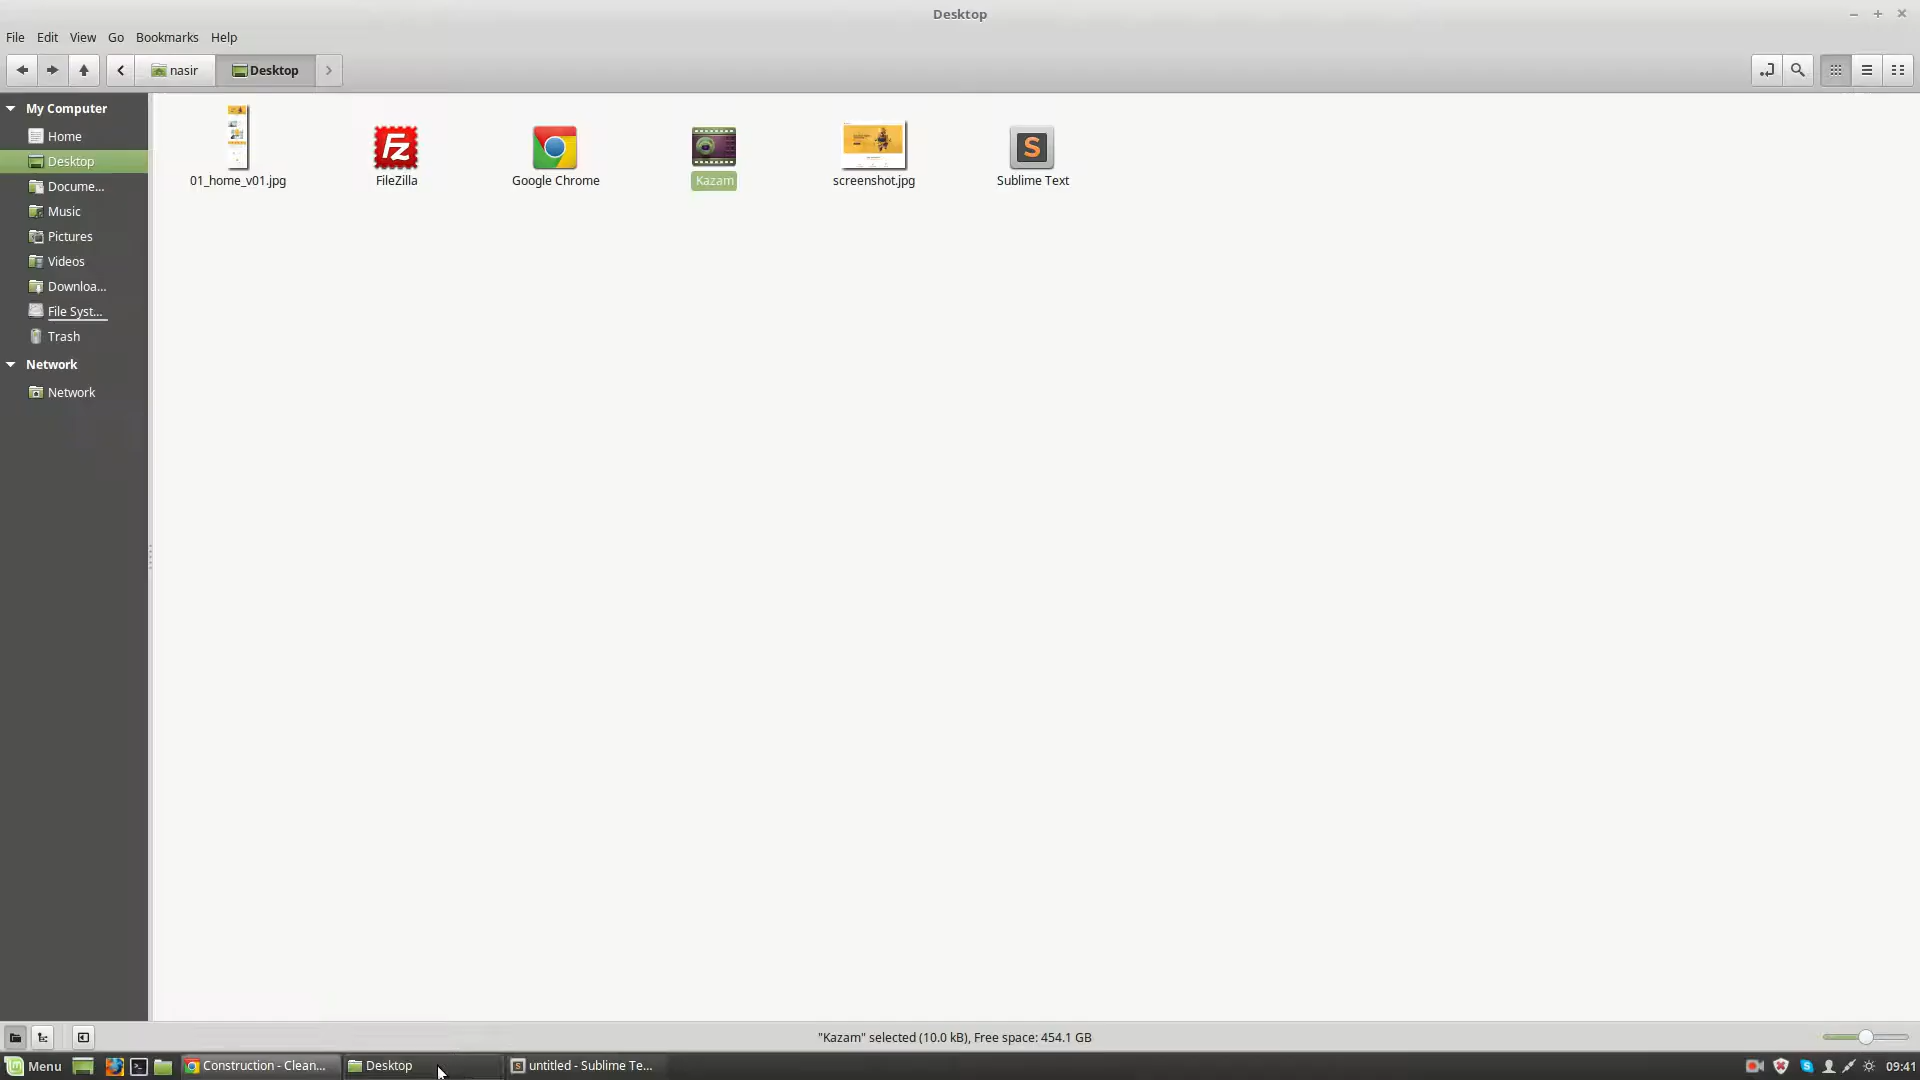 Desktop
File Edit View Go Bookmarks Help
nasir Desktop
My Computer
Home
Desktop
Docume...
Music
Pictures
Videos
Downloa...
File Syst...
Trash
Network
Network
01_home_v01.jpg
FileZilla
Google Chrome
Kazam
screenshot.jpg
Sublime Text
"Kazam" selected (10.0 kB), Free space: 454.1 GB
Menu Construction - Clean... Desktop untitled - Sublime Te... 09:41